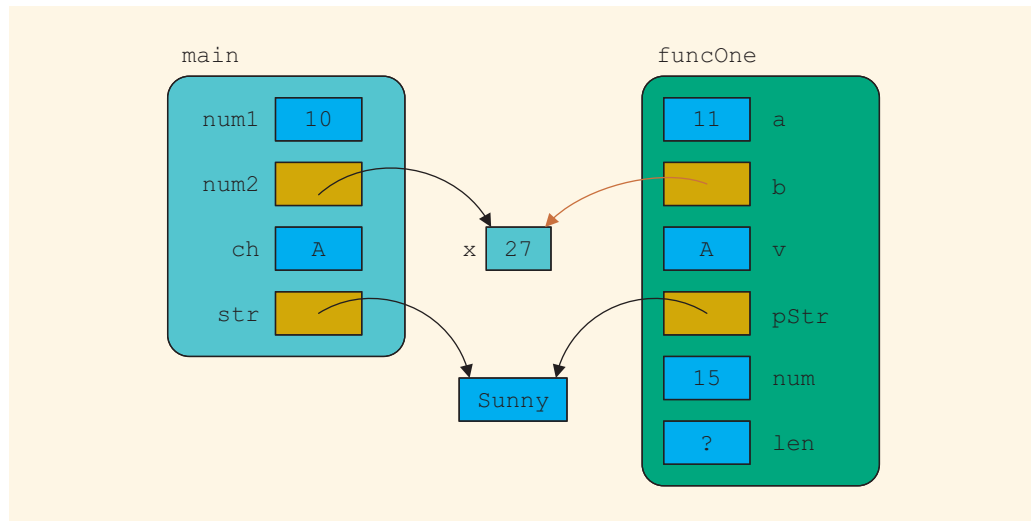 main
funcOne
num1 10
11 a
num2
b
ch A
x 27
A v
str
pStr
Sunny
15 num
? len